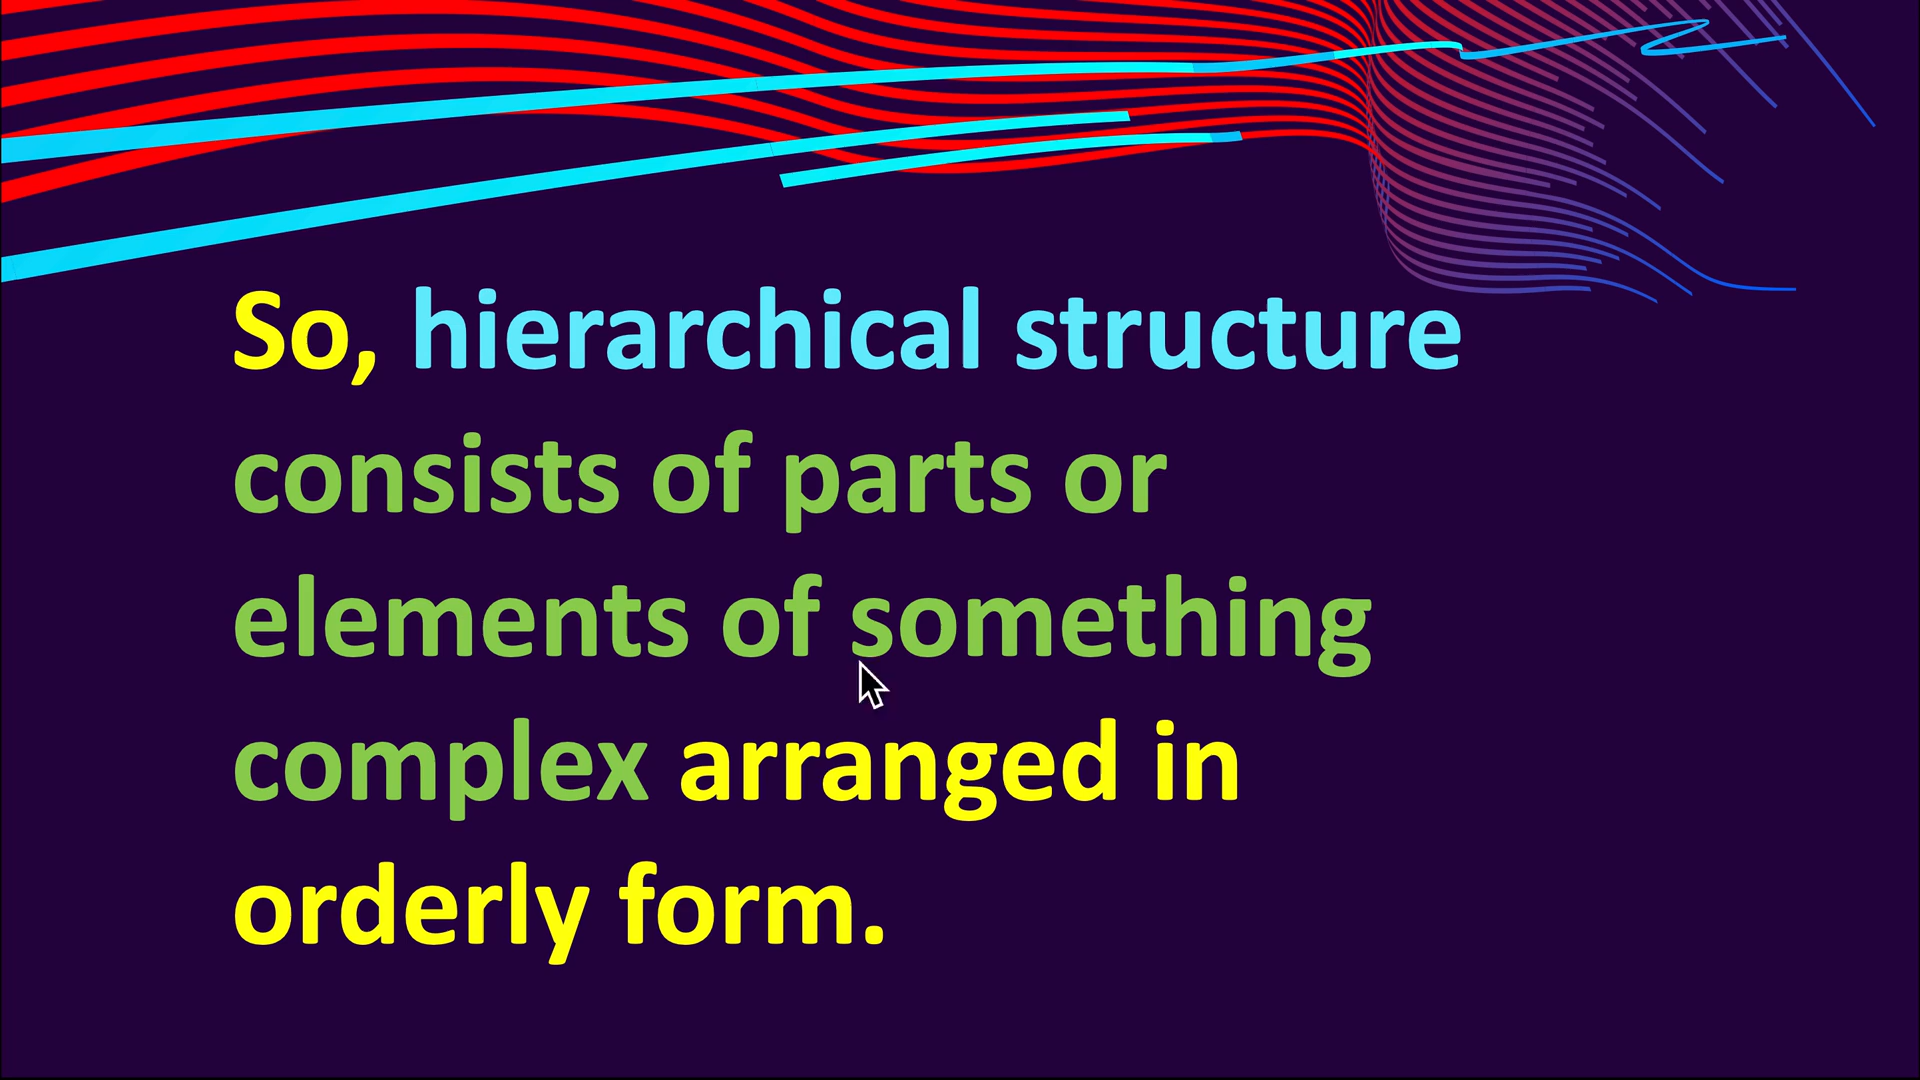 So, hierarchical structure
consists of parts or
elements of something
complex arranged in
orderly form.